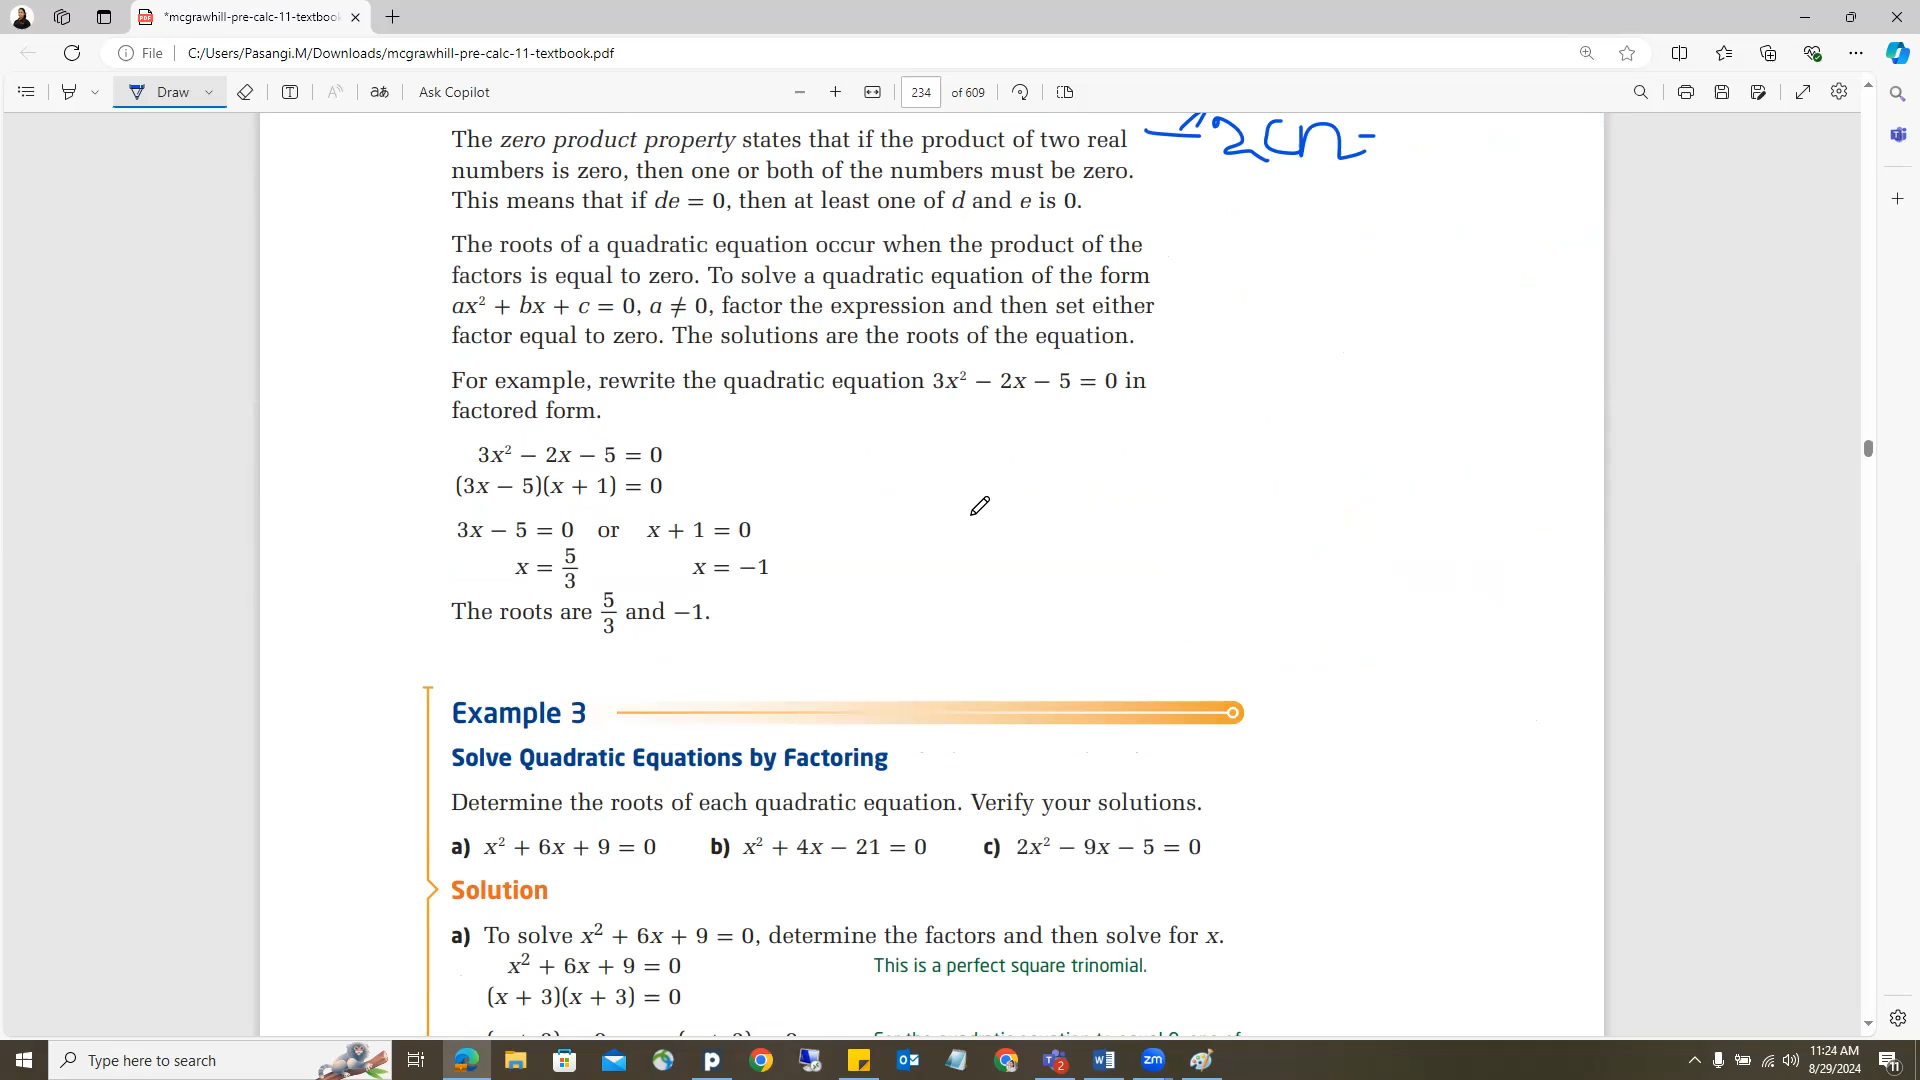 *mcgrawhill-pre-calc-11-textbook
File
C:/Users/Pasangi.M/Downloads/mcgrawhill-pre-calc-11-textbook.pdf
Draw
Ask Copilot
234 of 609
The zero product property states that if the product of two real
numbers is zero, then one or both of the numbers must be zero.
This means that if de = 0, then at least one of d and e is 0.
The roots of a quadratic equation occur when the product of the
factors is equal to zero. To solve a quadratic equation of the form
ax² + bx + c = 0, a ≠ 0, factor the expression and then set either
factor equal to zero. The solutions are the roots of the equation.
For example, rewrite the quadratic equation 3x² − 2x − 5 = 0 in
factored form.
3x² − 2x − 5 = 0
(3x − 5)(x + 1) = 0
3x − 5 = 0 or x + 1 = 0
x = 5/3 x = −1
The roots are 5/3 and −1.
Example 3
Solve Quadratic Equations by Factoring
Determine the roots of each quadratic equation. Verify your solutions.
a) x² + 6x + 9 = 0 b) x² + 4x − 21 = 0 c) 2x² − 9x − 5 = 0
Solution
a) To solve x² + 6x + 9 = 0, determine the factors and then solve for x.
x² + 6x + 9 = 0 This is a perfect square trinomial.
(x + 3)(x + 3) = 0
Type here to search
11:24 AM
8/29/2024